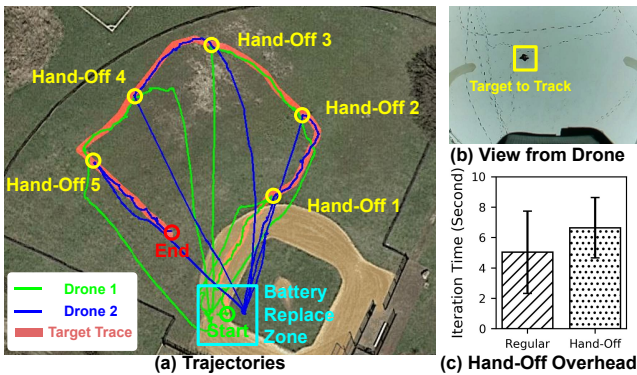 Hand-Off 3
Hand-Off 4
Hand-Off 2
Hand-Off 5
Hand-Off 1
End
Drone 1
Drone 2
Target Trace
Battery
Replace
Zone
Start
(a) Trajectories
Target to Track
(b) View from Drone
Iteration Time (Second)
10
8
6
4
2
0
Regular
Hand-Off
(c) Hand-Off Overhead